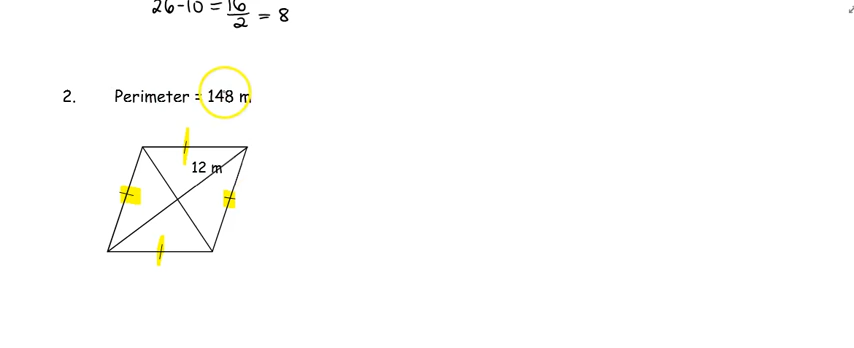 26-10 = 16/2 = 8
2. Perimeter = 148 m.
12 m